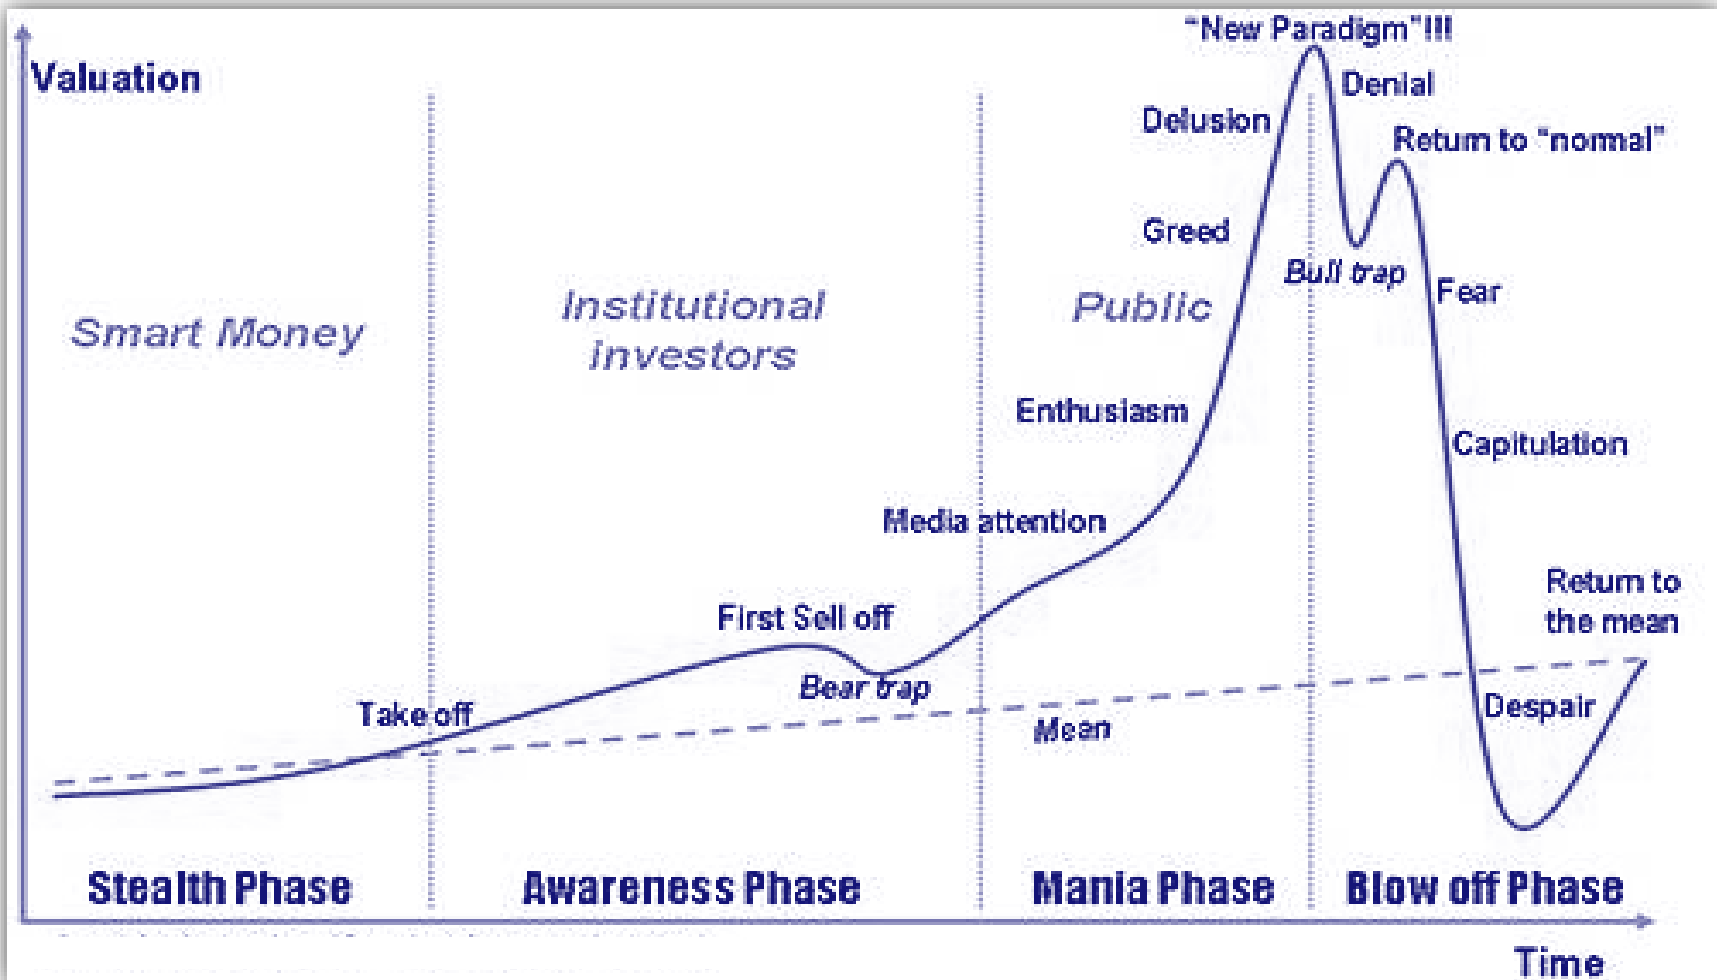 "New Paradigm"!!!
Valuation
Denial
Delusion
Return to "normal"
Greed
Bull trap
Fear
Smart Money
Institutional
investors
Public
Enthusiasm
Capitulation
Media attention
Return to
the mean
First Sell off
Bear trap
Take off
Mean
Despair
Stealth Phase
Awareness Phase
Mania Phase
Blow off Phase
Time